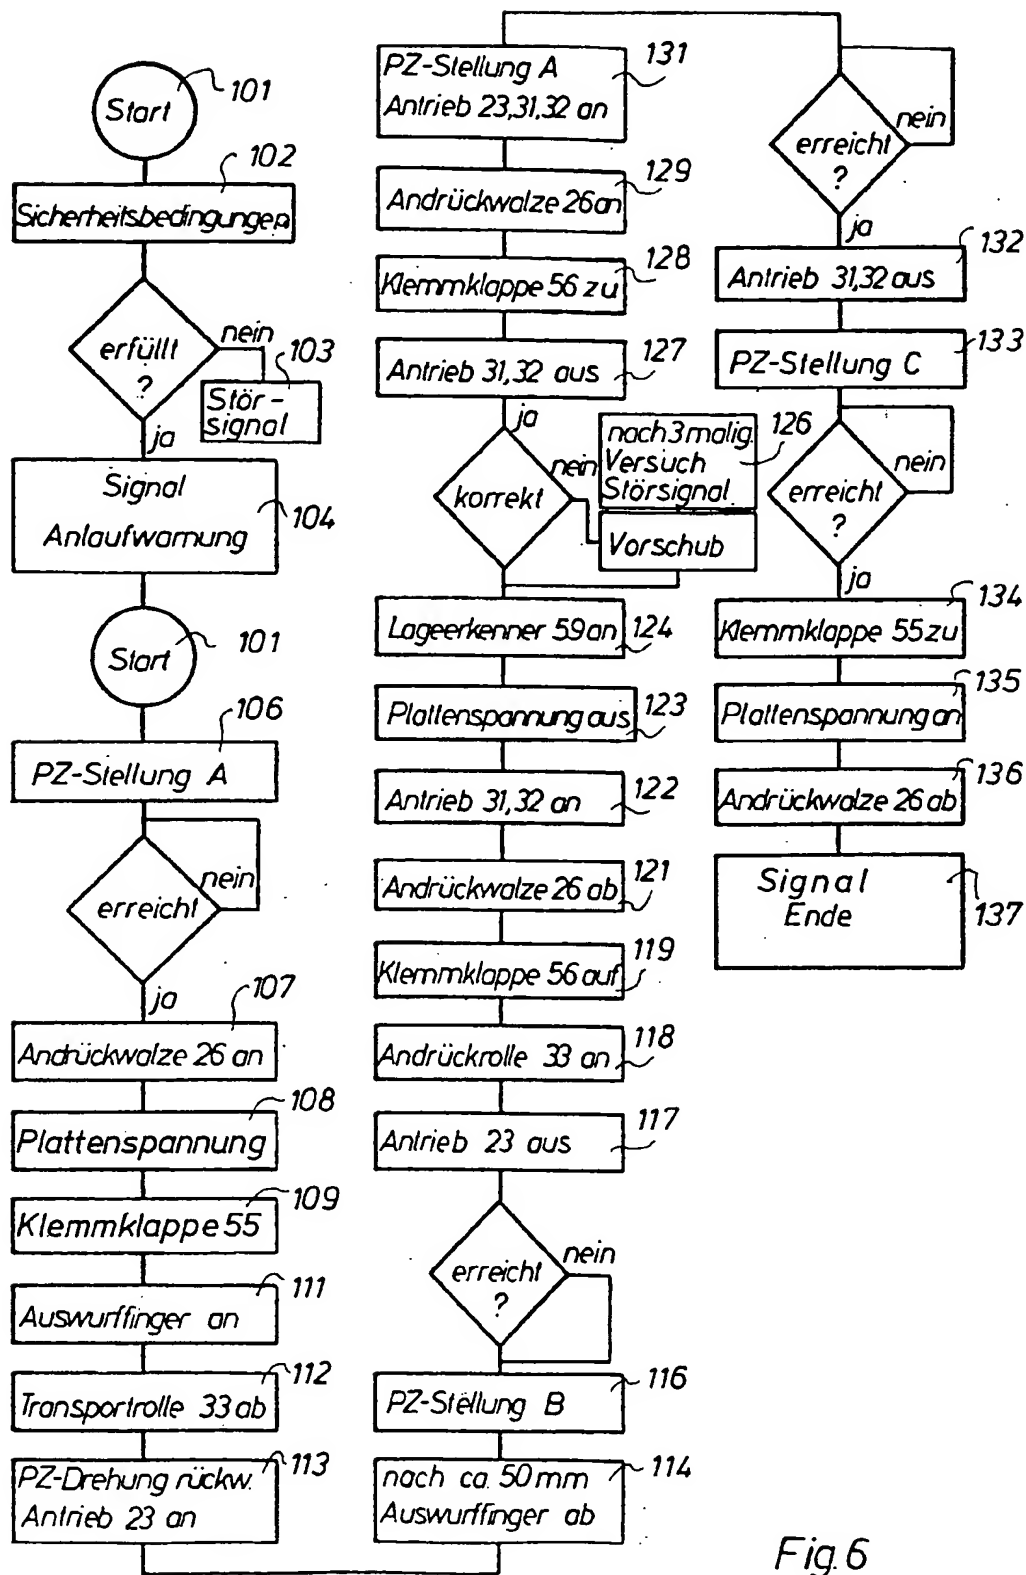 Start
101
102
Sicherheitsbedingungen
erfüllt
?
nein
103
Stör-
signal
ja
Signal
Anlaufwarnung
104
Start
101
106
PZ-Stellung A
erreicht
nein
ja
107
Andrückwalze 26 an
108
Plattenspannung
109
Klemmklappe 55
111
Auswurffinger an
112
Transportrolle 33 ab
113
PZ-Drehung rückw.
Antrieb 23 an
131
PZ-Stellung A
Antrieb 23,31,32 an
129
Andrückwalze 26 an
128
Klemmklappe 56 zu
127
Antrieb 31,32 aus
ja
korrekt
nein
126
nach 3 malig.
Versuch
Störsignal
Vorschub
Lageerkenner 59 an
124
Plattenspannung aus
123
Antrieb 31,32 an
122
Andrückwalze 26 ab
121
Klemmklappe 56 auf
119
Andrückrolle 33 an
118
Antrieb 23 aus
117
erreicht
?
nein
PZ-Stellung B
116
nach ca. 50 mm
Auswurffinger ab
114
erreicht
?
nein
ja
132
Antrieb 31,32 aus
133
PZ-Stellung C
erreicht
?
nein
ja
134
Klemmklappe 55 zu
135
Plattenspannung an
136
Andrückwalze 26 ab
Signal
Ende
137
Fig. 6